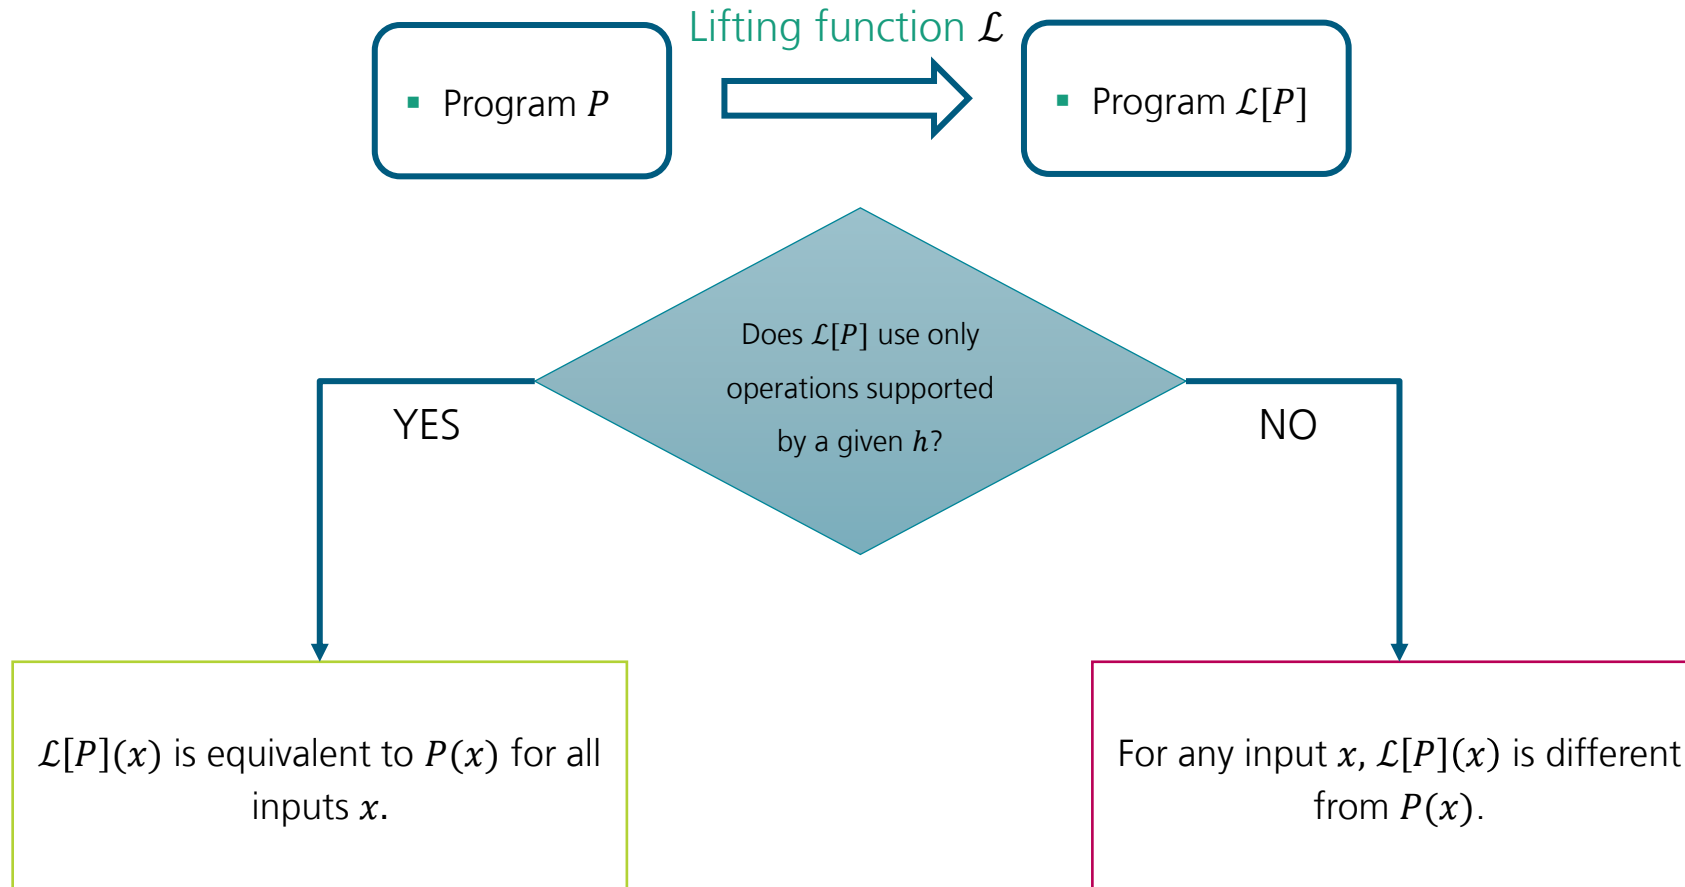 Lifting function ℒ
▪ Program P
▪ Program ℒ[P]
Does ℒ[P] use only
operations supported
by a given h?
YES
NO
ℒ[P](x) is equivalent to P(x) for all
inputs x.
For any input x, ℒ[P](x) is different
from P(x).